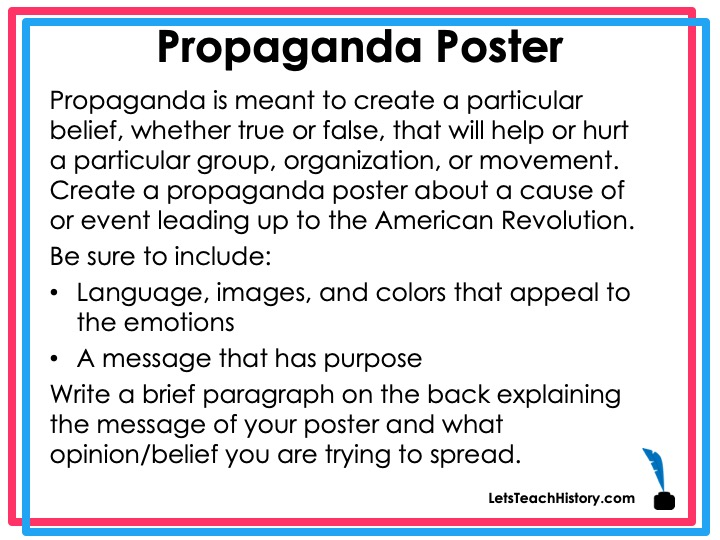 Propaganda Poster
Propaganda is meant to create a particular
belief, whether true or false, that will help or hurt
a particular group, organization, or movement.
Create a propaganda poster about a cause of
or event leading up to the American Revolution.
Be sure to include:
• Language, images, and colors that appeal to
the emotions
• A message that has purpose
Write a brief paragraph on the back explaining
the message of your poster and what
opinion/belief you are trying to spread.
LetsTeachHistory.com